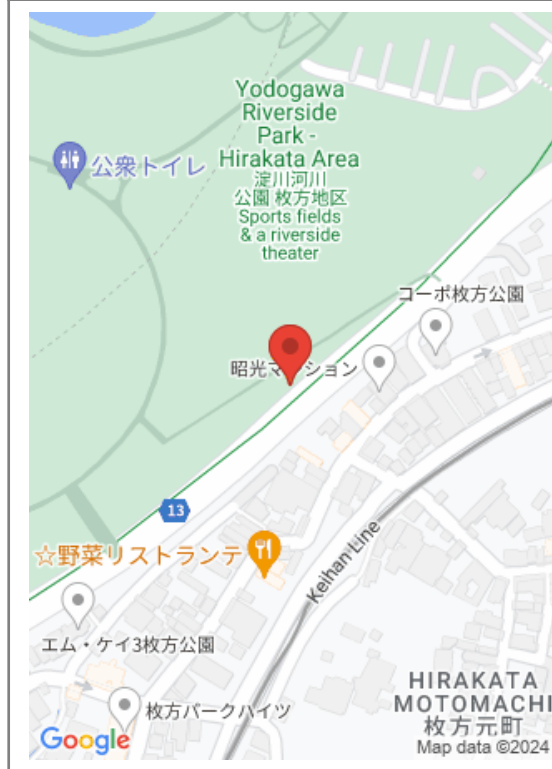 Yodogawa
Riverside
Park -
Hirakata Area
淀川河川
公園 枚方地区
Sports fields
& a riverside
theater
公衆トイレ
コーポ枚方公園
昭光マンション
13
☆野菜リストランテ
Keihan Line
エム・ケイ3枚方公園
HIRAKATA
MOTOMACHI
枚方元町
枚方パークハイツ
Google
Map data ©2024